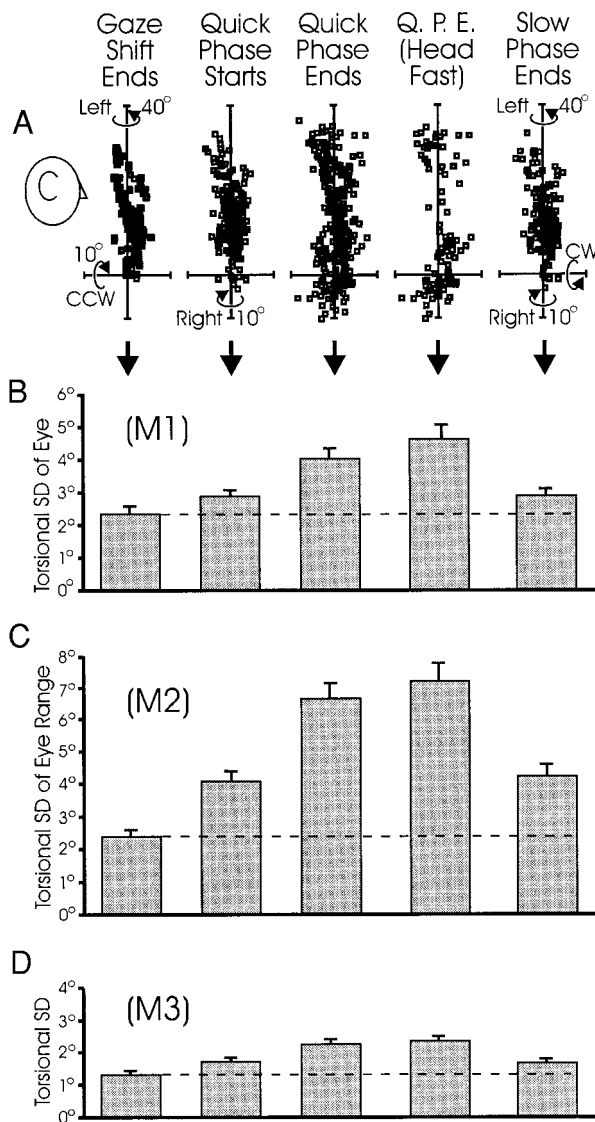 Gaze Shift Ends
Quick Phase Starts
Quick Phase Ends
Q. P. E. (Head Fast)
Slow Phase Ends
A
Left 40°
Left 40°
10°
CCW
CW
Right 10°
Right 10°
B
(M1)
Torsional SD of Eye
6°
5°
4°
3°
2°
1°
0°
C
(M2)
Torsional SD of Eye Range
8°
7°
6°
5°
4°
3°
2°
1°
0°
D
(M3)
Torsional SD
4°
3°
2°
1°
0°